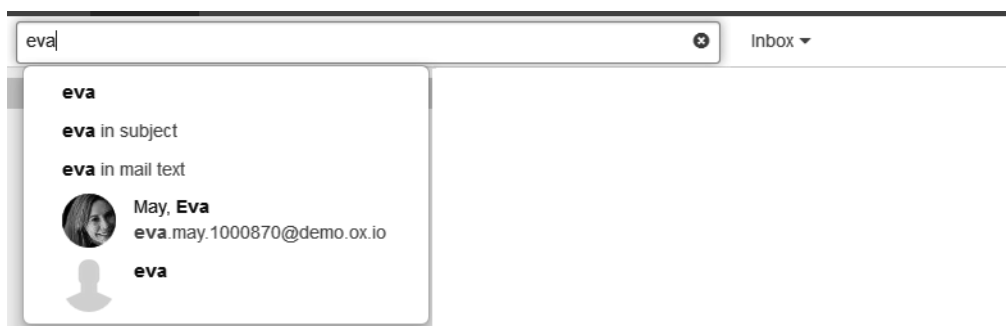 eva
Inbox
eva
eva in subject
eva in mail text
May, Eva
eva.may.1000870@demo.ox.io
eva